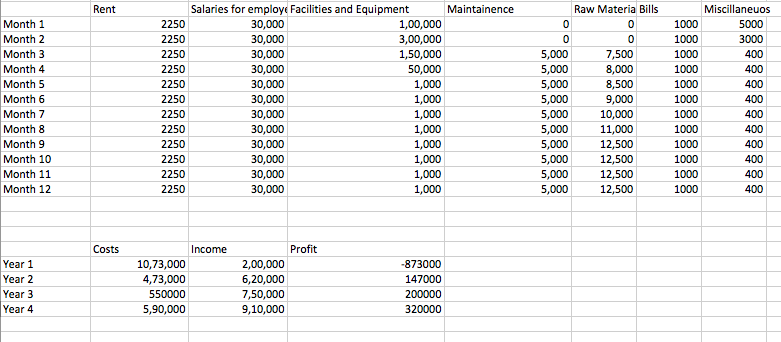 Rent Salaries for employe Facilities and Equipment Maintainence Raw Materia Bills Miscillaneuos
Month 1 2250 30,000 1,00,000 0 0 1000 5000
Month 2 2250 30,000 3,00,000 0 0 1000 3000
Month 3 2250 30,000 1,50,000 5,000 7,500 1000 400
Month 4 2250 30,000 50,000 5,000 8,000 1000 400
Month 5 2250 30,000 1,000 5,000 8,500 1000 400
Month 6 2250 30,000 1,000 5,000 9,000 1000 400
Month 7 2250 30,000 1,000 5,000 10,000 1000 400
Month 8 2250 30,000 1,000 5,000 11,000 1000 400
Month 9 2250 30,000 1,000 5,000 12,500 1000 400
Month 10 2250 30,000 1,000 5,000 12,500 1000 400
Month 11 2250 30,000 1,000 5,000 12,500 1000 400
Month 12 2250 30,000 1,000 5,000 12,500 1000 400
Costs Income Profit
Year 1 10,73,000 2,00,000 -873000
Year 2 4,73,000 6,20,000 147000
Year 3 550000 7,50,000 200000
Year 4 5,90,000 9,10,000 320000